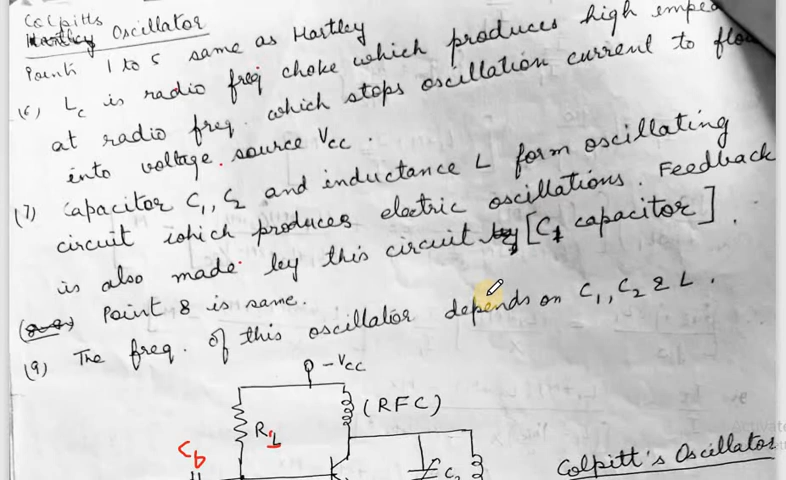 Colpitts
Hartley Oscillator
Point 1 to 5 same as Hartley
(6) Lc is radio freq choke which produces high imped
at radio freq. which stops oscillation current to flow
into voltage source Vcc.
(7) Capacitor C1, C2 and inductance L form oscillating
circuit which produces electric oscillations. Feedback
is also made by this circuit by [C1 capacitor].
Point 8 is same.
(9) The freq. of this oscillator depends on C1, C2 & L.
-Vcc
(RFC)
RL
Cb
C2
Colpitt's Oscillator